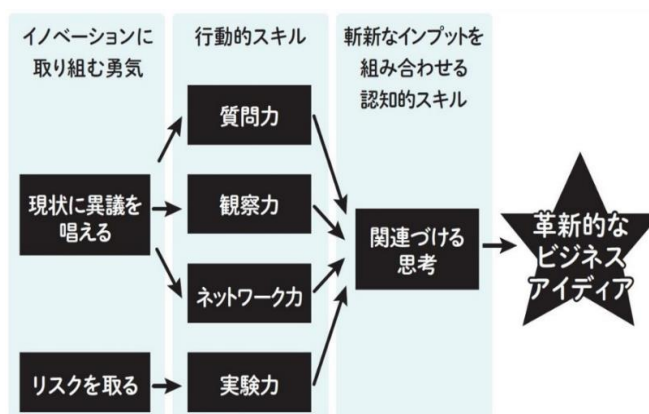 イノベーションに
取り組む勇気
行動的スキル
斬新なインプットを
組み合わせる
認知的スキル
質問力
現状に異議を
唱える
観察力
関連づける
思考
革新的な
ビジネス
アイディア
ネットワーク力
リスクを取る
実験力